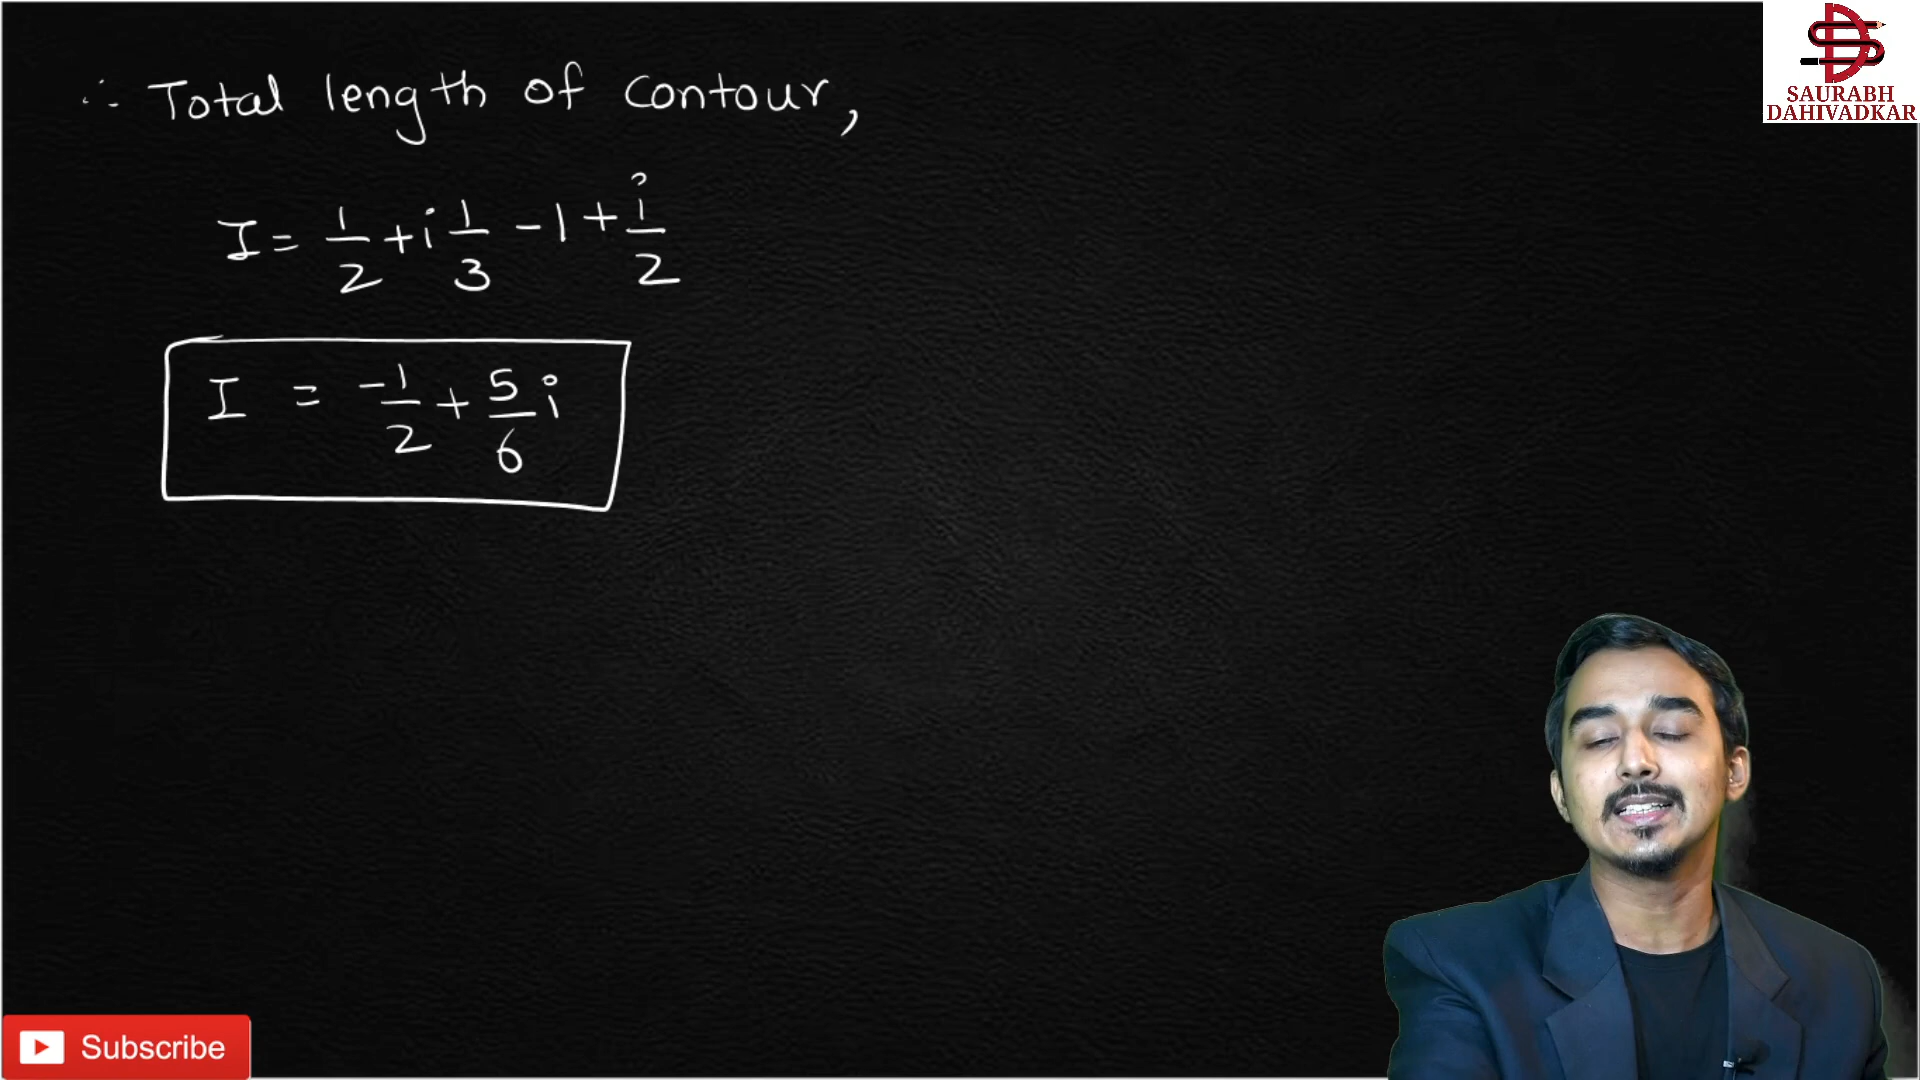 ∴ Total length of contour,
I = 1/2 + i 1/3 - 1 + i/2
I = -1/2 + 5/6 i
SAURABH
DAHIVADKAR
Subscribe